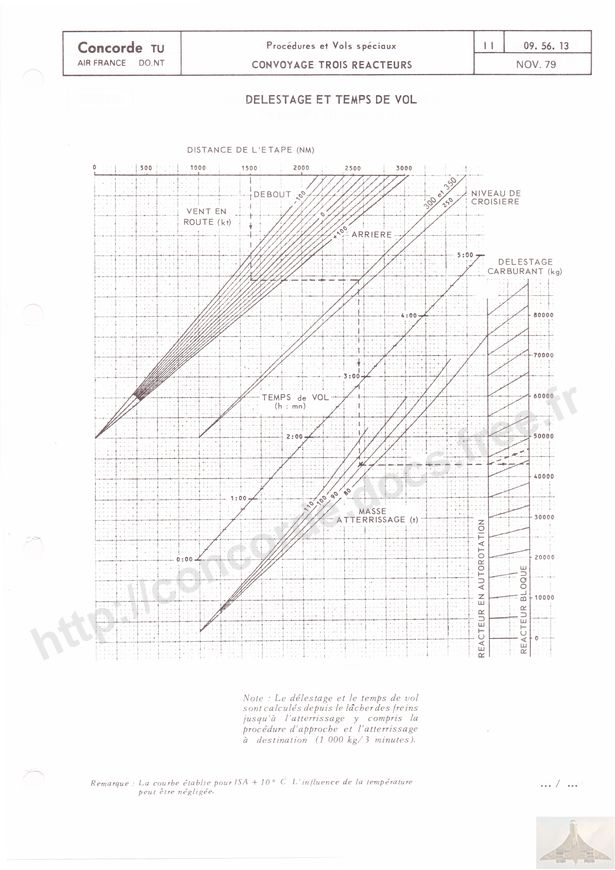 Concorde TU
AIR FRANCE DO.NT
Procédures et Vols spéciaux
CONVOYAGE TROIS REACTEURS
11
09. 56. 13
NOV. 79
DELESTAGE ET TEMPS DE VOL
DISTANCE DE L'ETAPE (NM)
0 500 1000 1500 2000 2500 3000
DEBOUT
-100
0
+100
VENT EN
ROUTE (kt)
ARRIERE
300 et 350
250
NIVEAU DE
CROISIERE
5:00
4:00
3:00
2:00
1:00
0:00
DELESTAGE
CARBURANT (kg)
80000
70000
60000
50000
40000
30000
20000
10000
0
TEMPS de VOL
(h : mn)
110 100 90 80
MASSE
ATTERRISSAGE (t)
REACTEUR EN AUTOROTATION
REACTEUR BLOQUE
http://concorde.docs.free.fr
Note : Le délestage et le temps de vol
sont calculés depuis le lâcher des freins
jusqu'à l'atterrissage y compris la
procédure d'approche et l'atterrissage
à destination (1 000 kg/3 minutes).
Remarque : La courbe établie pour ISA + 10° C. L'influence de la température
peut être négligée.
... / ...